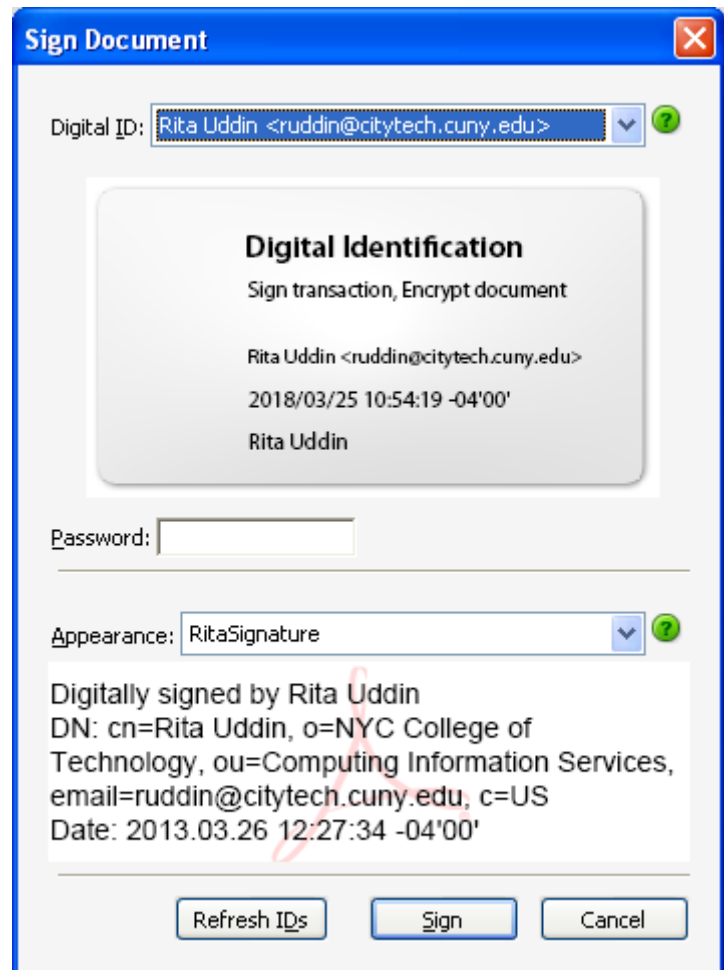 Sign Document
Digital ID: Rita Uddin <ruddin@citytech.cuny.edu>
?
Digital Identification
Sign transaction, Encrypt document
Rita Uddin <ruddin@citytech.cuny.edu>
2018/03/25 10:54:19 -04'00'
Rita Uddin
Password:
Appearance: RitaSignature
?
Digitally signed by Rita Uddin
DN: cn=Rita Uddin, o=NYC College of
Technology, ou=Computing Information Services,
email=ruddin@citytech.cuny.edu, c=US
Date: 2013.03.26 12:27:34 -04'00'
Refresh IDs Sign Cancel